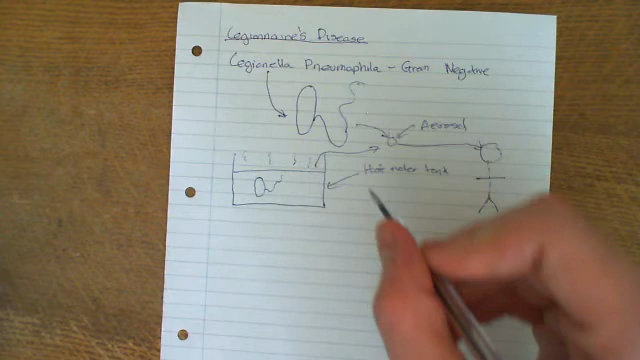 Legionnaire's Disease
Legionella Pneumophila - Gram Negative
Aerosol
Hot water tank